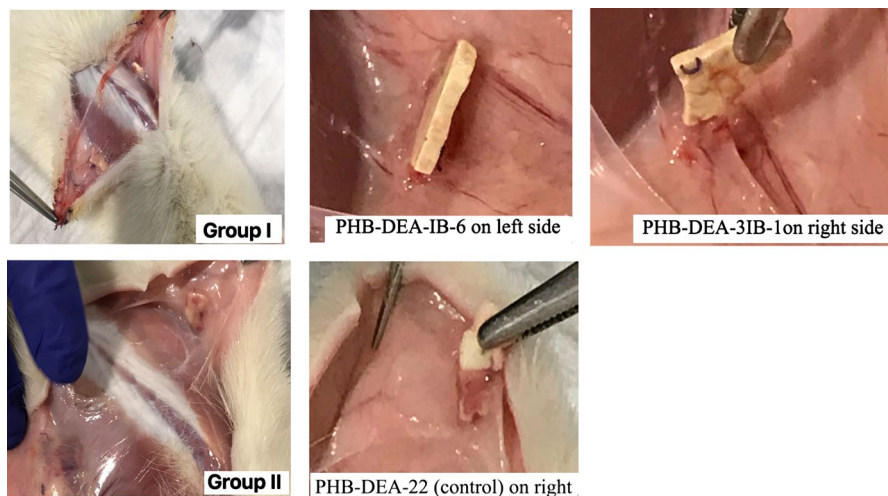 Group I
PHB-DEA-IB-6 on left side
PHB-DEA-3IB-1on right side
Group II
PHB-DEA-22 (control) on right